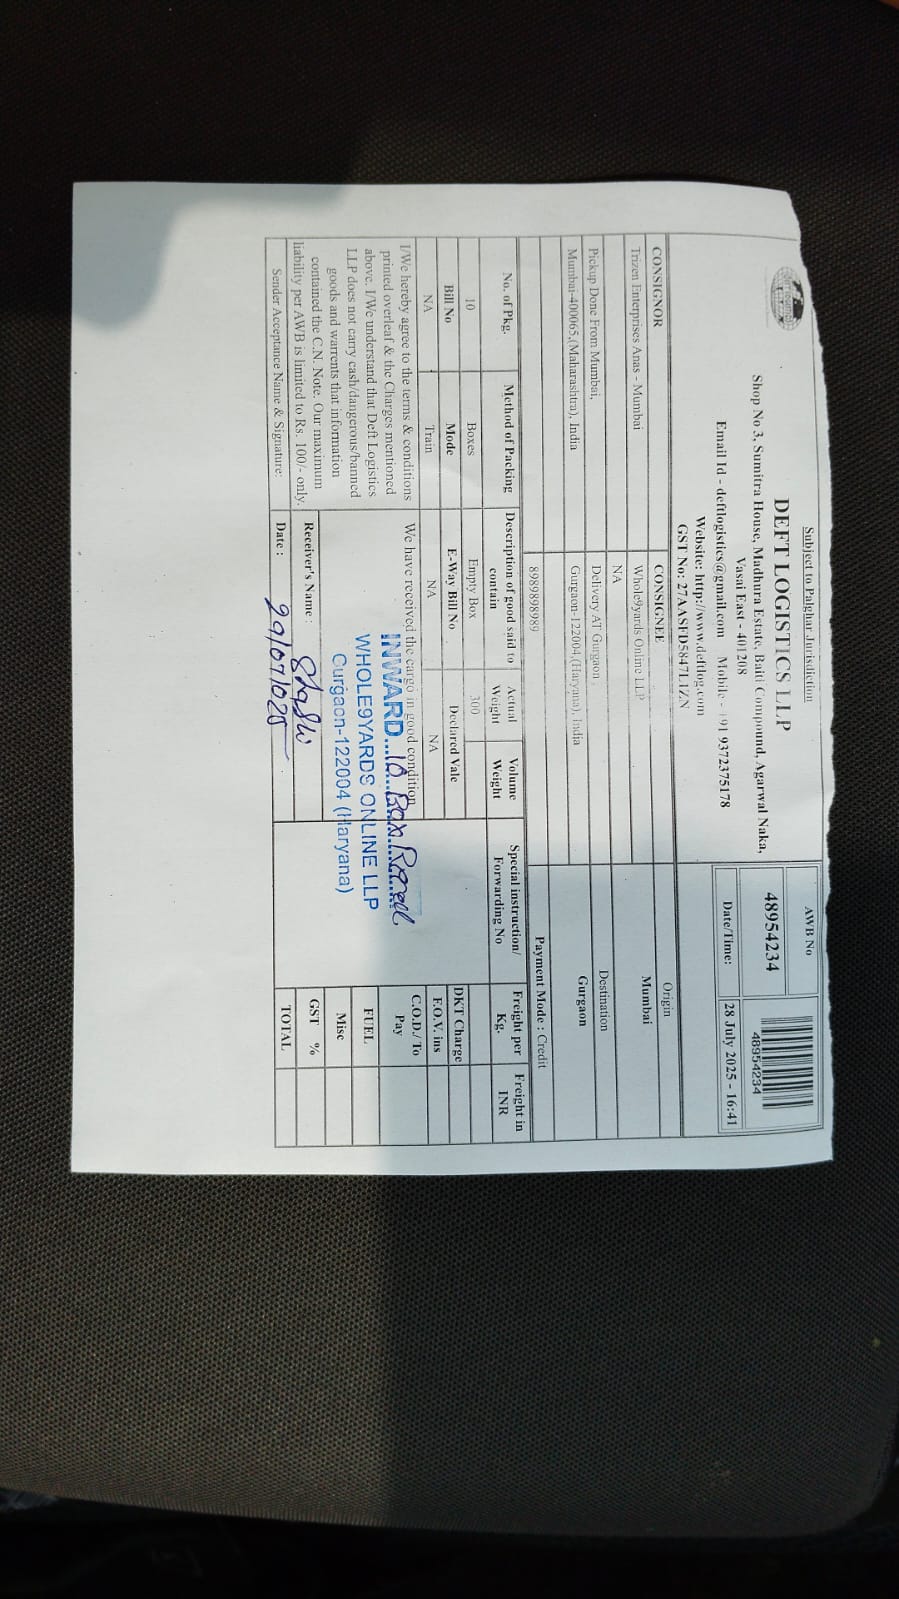 Subject to Palghar Jurisdiction
DEFT LOGISTICS LLP
Shop No 3, Sumitra House, Madhura Estate, Baiti Compound, Agarwal Naka,
Vasai East - 401208
Email Id - deftlogistics@gmail.com Mobile - +91 9372375178
Website: http://www.deftlog.com
GST No: 27AASFD5847L1ZN
AWB No
48954234
48954234
Date/Time: 28 July 2025 - 16:41
CONSIGNOR
Trizen Enterprises Anas - Mumbai
Pickup Done From Mumbai,
Mumbai-400065,(Maharashtra), India
CONSIGNEE
Whole9yards Online LLP
NA
Delivery AT Gurgaon
Gurgaon-122004,(Haryana), India
8989898989
Origin
Mumbai
Destination
Gurgaon
Payment Mode : Credit
No. of Pkg. Method of Packing Description of good said to contain Actual Weight Volume Weight Special instruction/ Forwarding No Freight per Kg. Freight in INR
10 Boxes Empty Box 300
Bill No Mode E-Way Bill No Declared Vale
NA Train NA NA
DKT Charge
F.O.V. ins
C.O.D./ To Pay
FUEL
Misc
GST %
TOTAL
I/We hereby agree to the terms & conditions
printed overleaf & the Charges mentioned
above. I/We understand that Deft Logistics
LLP does not carry cash/dangerous/banned
goods and warrents that information
contained the C.N. Note. Our maximum
liability per AWB is limited to Rs. 100/- only.
Sender Acceptance Name & Signature:
We have received the cargo in good condition
INWARD 10 Box
WHOLE9YARDS ONLINE LLP
Gurgaon-122004 (Haryana)
Receiver's Name :
Date : 29/07/025